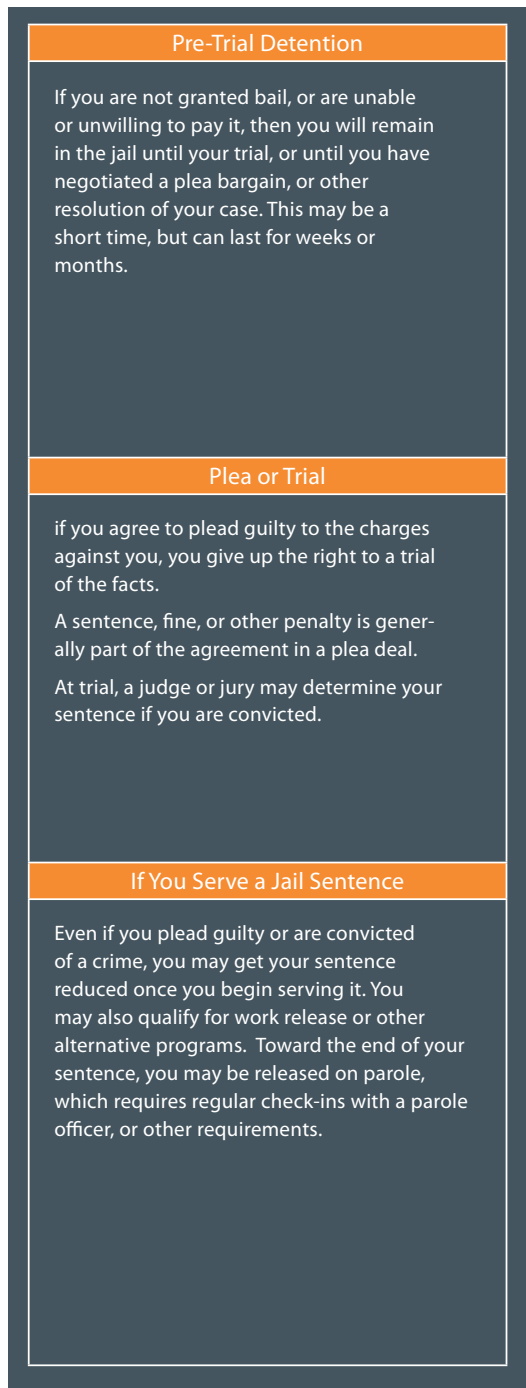 Pre-Trial Detention
If you are not granted bail, or are unable
or unwilling to pay it, then you will remain
in the jail until your trial, or until you have
negotiated a plea bargain, or other
resolution of your case. This may be a
short time, but can last for weeks or
months.
Plea or Trial
if you agree to plead guilty to the charges
against you, you give up the right to a trial
of the facts.
A sentence, fine, or other penalty is gener-
ally part of the agreement in a plea deal.
At trial, a judge or jury may determine your
sentence if you are convicted.
If You Serve a Jail Sentence
Even if you plead guilty or are convicted
of a crime, you may get your sentence
reduced once you begin serving it. You
may also qualify for work release or other
alternative programs.  Toward the end of your
sentence, you may be released on parole,
which requires regular check-ins with a parole
officer, or other requirements.